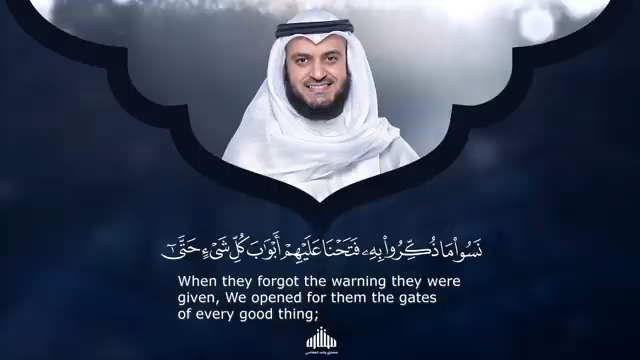 نَسُوا۟ مَا ذُكِّرُوا۟ بِهِۦ فَتَحْنَا عَلَيْهِمْ أَبْوَٰبَ كُلِّ شَىْءٍ حَتَّىٰٓ
When they forgot the warning they were
given, We opened for them the gates
of every good thing;